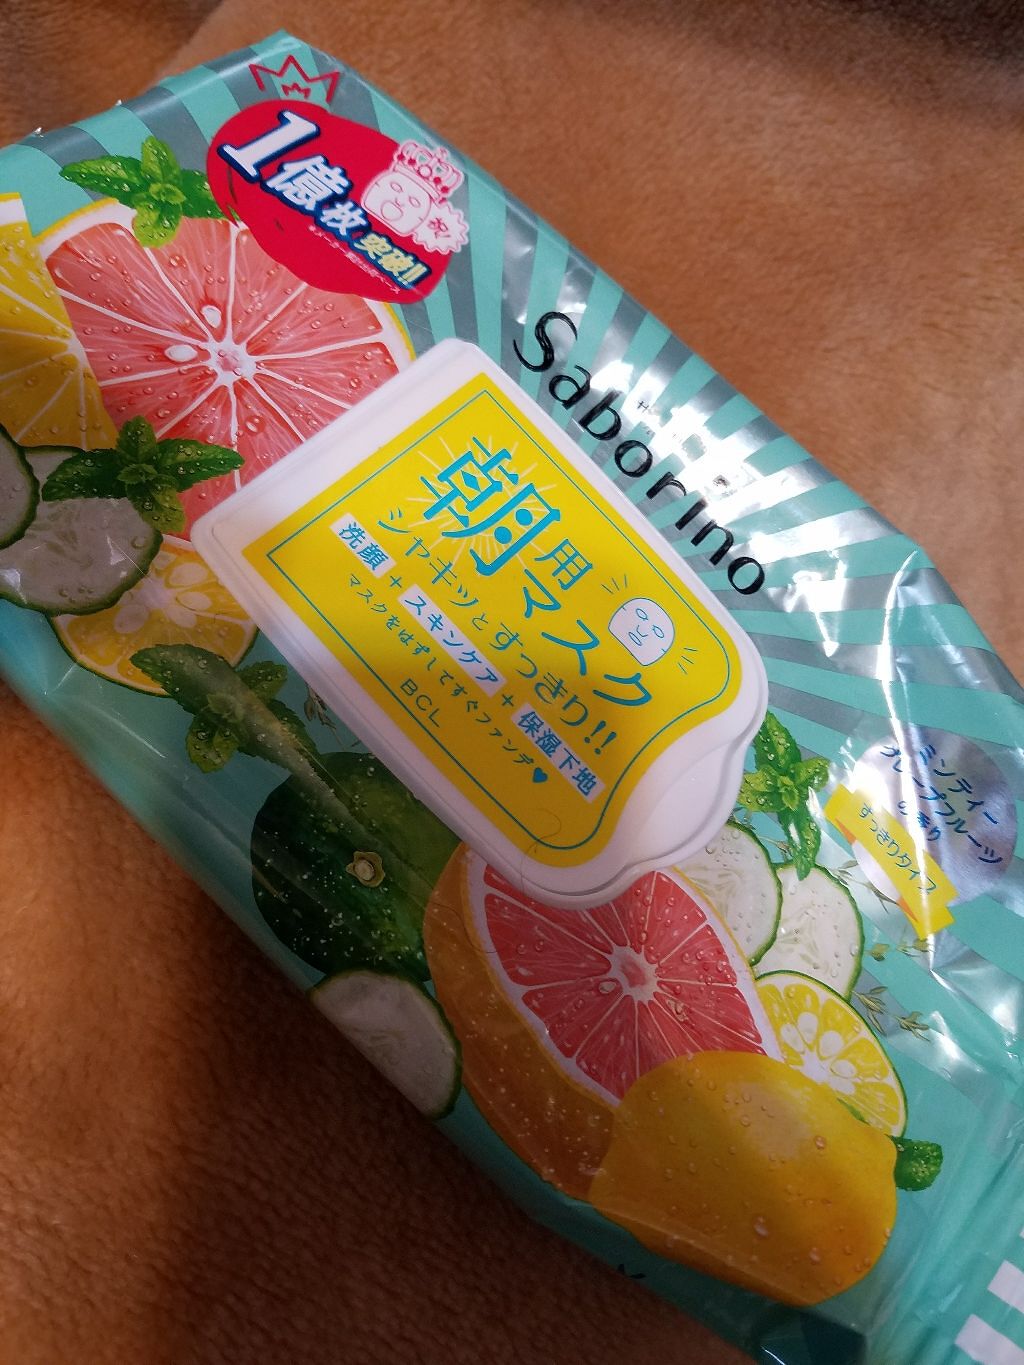 1億枚突破!!
祝!
Saborino
朝用マスク
シャキッとすっきり!!
洗顔+スキンケア+保湿下地
マスクをはずしてすぐファンデ♥
BCL
ミンティー
グレープフルーツ
の香り
すっきりタイプ